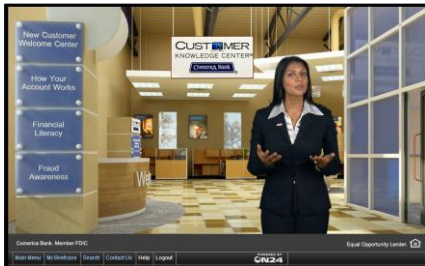 New Customer
Welcome Center
How Your
Account Works
Financial
Literacy
Fraud
Awareness
CUSTOMER
KNOWLEDGE CENTER
Comerica Bank
We
Comerica Bank. Member FDIC
Equal Opportunity Lender
Main Menu
My Briefcase
Search
Contact Us
Help
Logout
POWERED BY
ON24